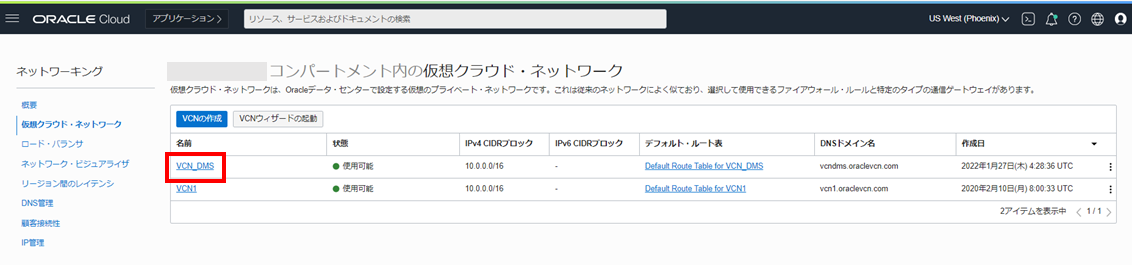 ORACLE Cloud アプリケーション リソース、サービスおよびドキュメントの検索 US West (Phoenix)
ネットワーキング
概要
仮想クラウド・ネットワーク
ロード・バランサ
ネットワーク・ビジュアライザ
リージョン間のレイテンシ
DNS管理
顧客接続性
IP管理
コンパートメント内の仮想クラウド・ネットワーク
仮想クラウド・ネットワークは、Oracleデータ・センターで設定する仮想のプライベート・ネットワークです。これは従来のネットワークによく似ており、選択して使用できるファイアウォール・ルールと特定のタイプの通信ゲートウェイがあります。
VCNの作成 VCNウィザードの起動
名前 状態 IPv4 CIDRブロック IPv6 CIDRブロック デフォルト・ルート表 DNSドメイン名 作成日
VCN_DMS 使用可能 10.0.0.0/16 - Default Route Table for VCN_DMS vcndms.oraclevcn.com 2022年1月27日(木) 4:28:36 UTC
VCN1 使用可能 10.0.0.0/16 - Default Route Table for VCN1 vcn1.oraclevcn.com 2020年2月10日(月) 8:00:33 UTC
2アイテムを表示中 1 / 1